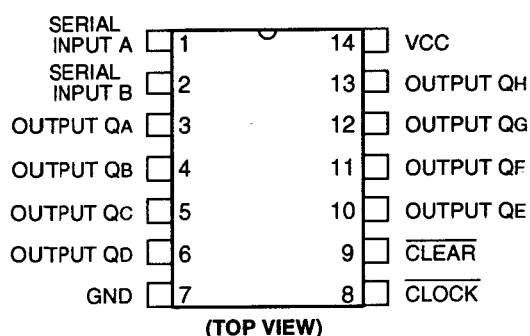 SERIAL
INPUT A 1 14 VCC
SERIAL
INPUT B 2 13 OUTPUT QH
OUTPUT QA 3 12 OUTPUT QG
OUTPUT QB 4 11 OUTPUT QF
OUTPUT QC 5 10 OUTPUT QE
OUTPUT QD 6 9 C̅L̅E̅A̅R̅
GND 7 8 C̅L̅O̅C̅K̅
(TOP VIEW)